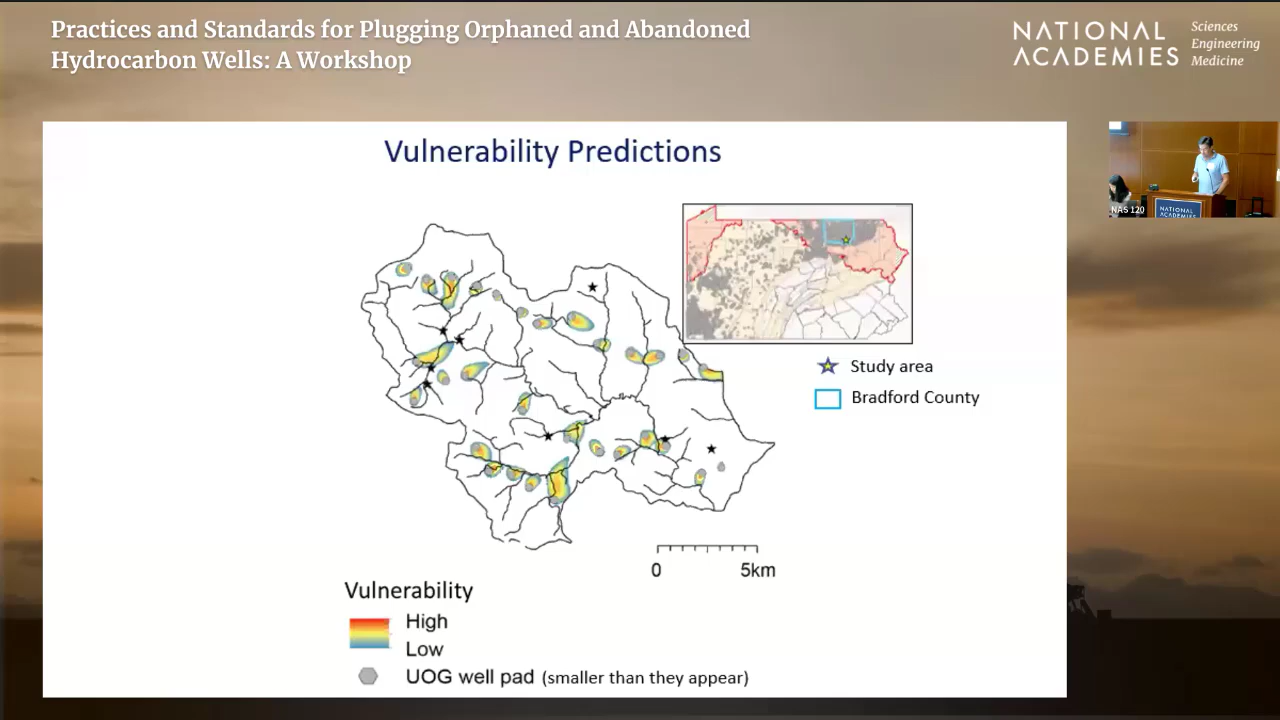 Practices and Standards for Plugging Orphaned and Abandoned
Hydrocarbon Wells: A Workshop
NATIONAL
ACADEMIES
Sciences
Engineering
Medicine
Vulnerability Predictions
NATIONAL
ACADEMIES
NAS 120
Study area
Bradford County
0
5km
Vulnerability
High
Low
UOG well pad (smaller than they appear)